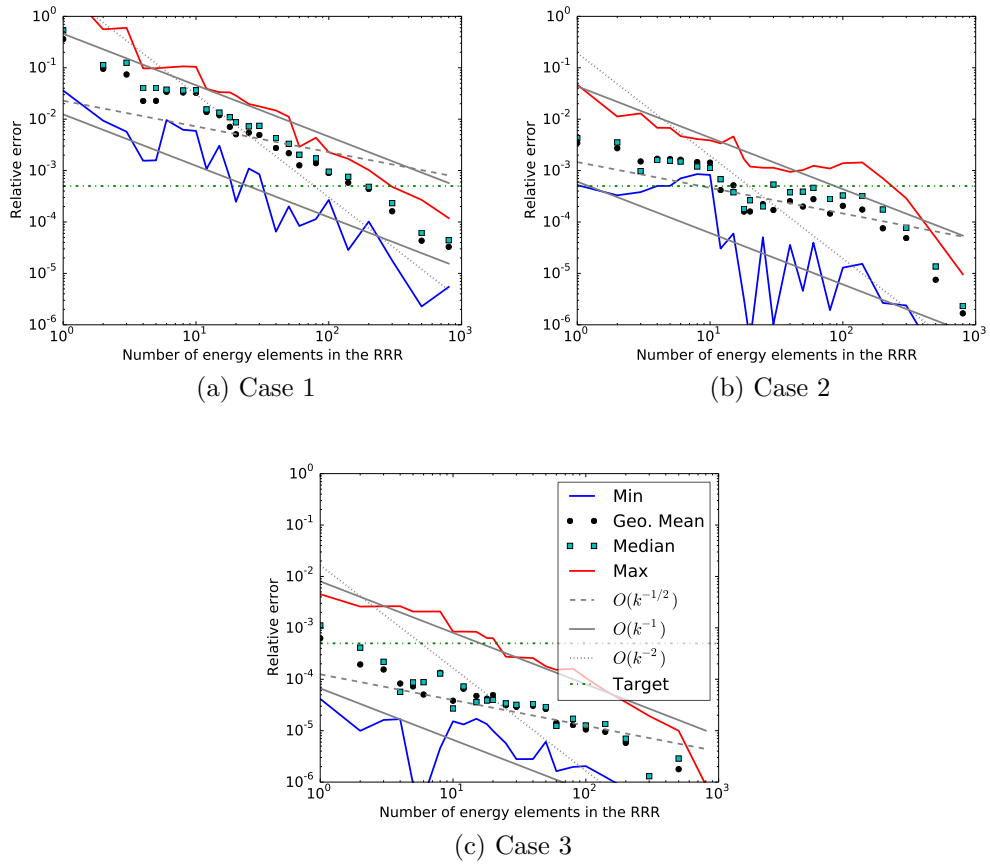 10^0
10^-1
10^-2
10^-3
10^-4
10^-5
10^-6
Relative error
10^0 10^1 10^2 10^3
Number of energy elements in the RRR
(a) Case 1
10^0
10^-1
10^-2
10^-3
10^-4
10^-5
10^-6
Relative error
10^0 10^1 10^2 10^3
Number of energy elements in the RRR
(b) Case 2
10^0
10^-1
10^-2
10^-3
10^-4
10^-5
10^-6
Relative error
10^0 10^1 10^2 10^3
Number of energy elements in the RRR
Min
Geo. Mean
Median
Max
O(k^{-1/2})
O(k^{-1})
O(k^{-2})
Target
(c) Case 3